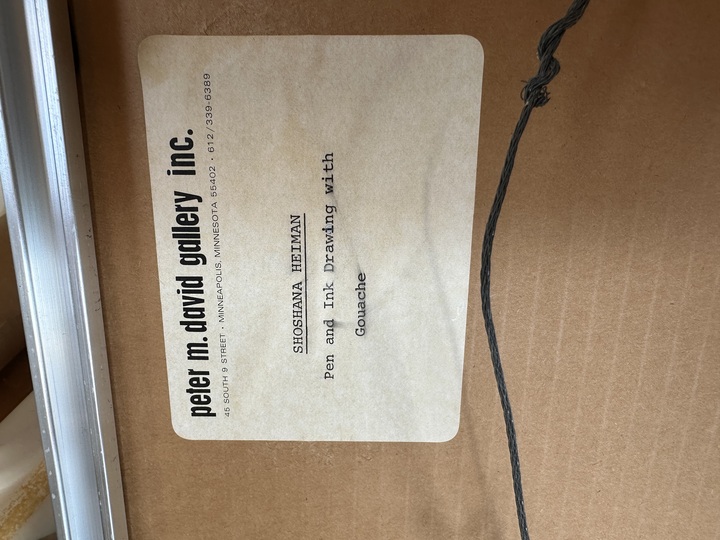 peter m. david gallery inc.
45 SOUTH 9 STREET • MINNEAPOLIS, MINNESOTA 55402 • 612/339-6389
SHOSHANA HEIMAN
Pen and Ink Drawing with
Gouache